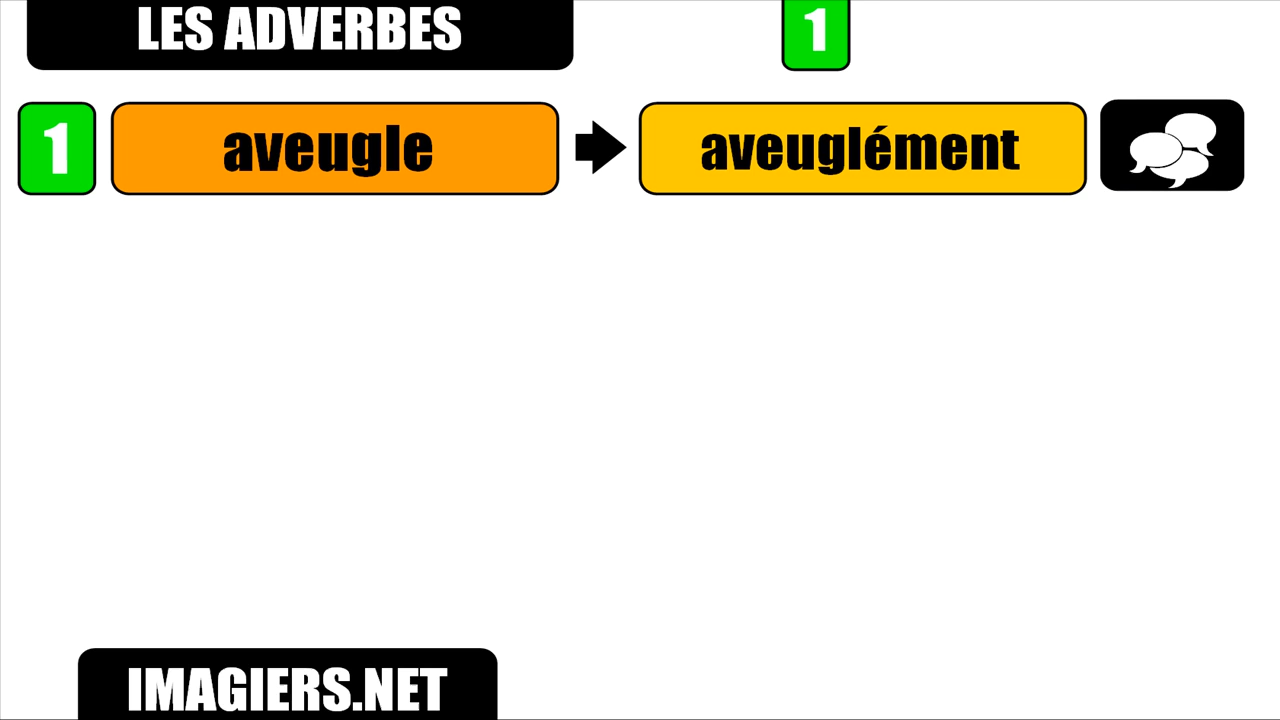 LES ADVERBES
1
1
aveugle
aveuglément
IMAGIERS.NET